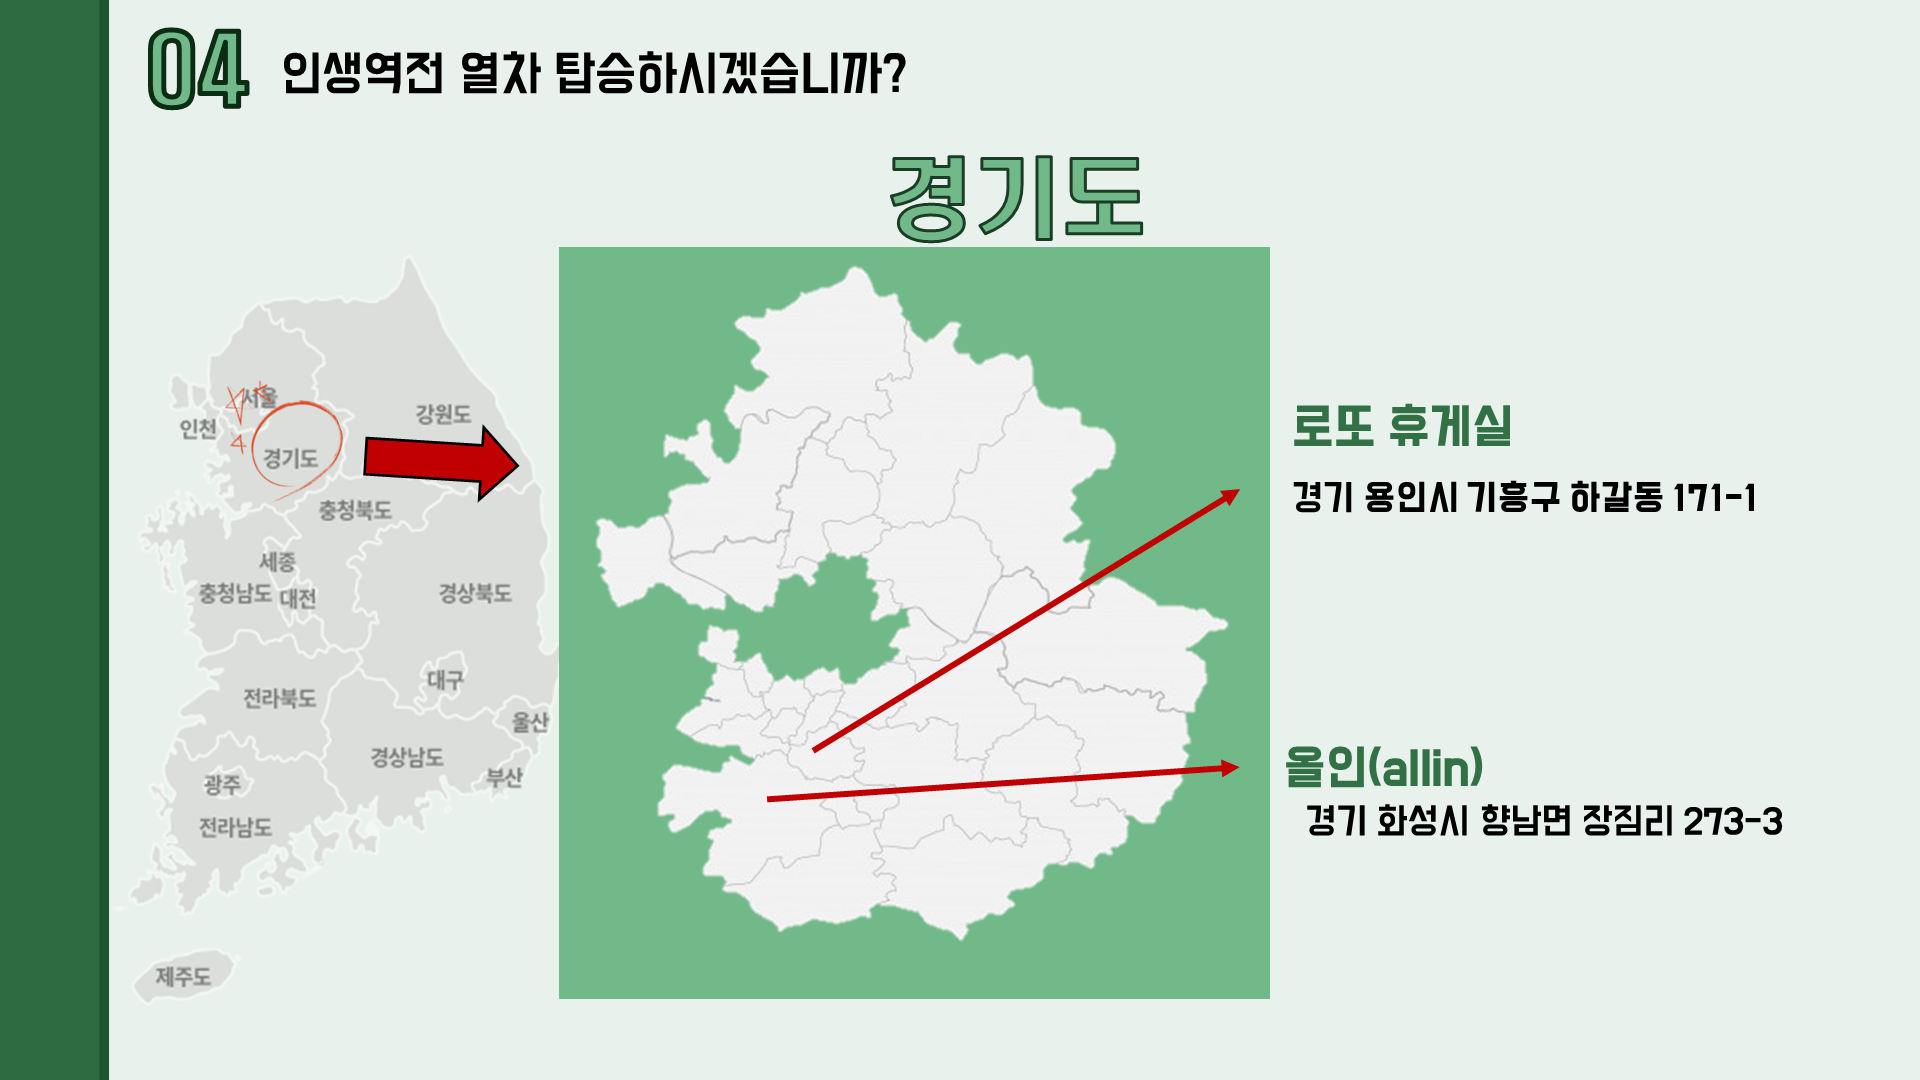 04 인생역전 열차 탑승하시겠습니까?
경기도
서울
인천
강원도
경기도
충청북도
세종
충청남도
대전
경상북도
대구
전라북도
울산
경상남도
부산
광주
전라남도
제주도
로또 휴게실
경기 용인시 기흥구 하갈동 171-1
올인(allin)
경기 화성시 향남면 장짐리 273-3